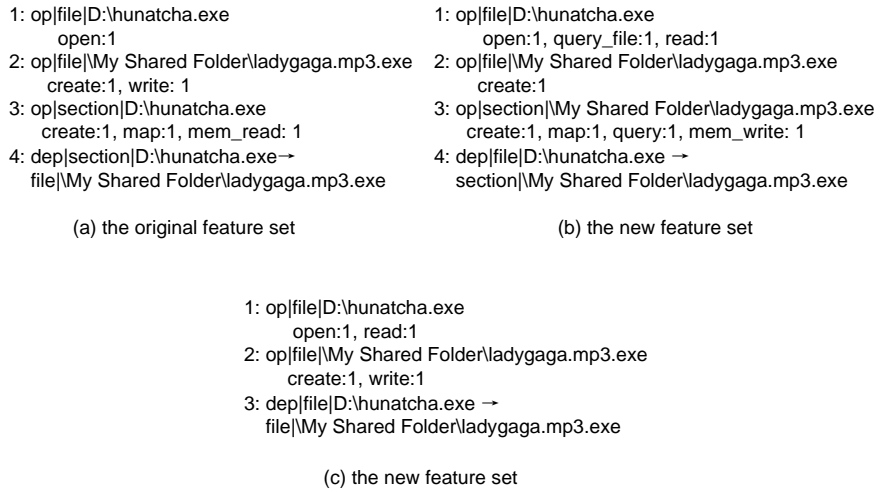 1: op|file|D:\hunatcha.exe
open:1
2: op|file|\My Shared Folder\ladygaga.mp3.exe
create:1, write: 1
3: op|section|D:\hunatcha.exe
create:1, map:1, mem_read: 1
4: dep|section|D:\hunatcha.exe→
file|\My Shared Folder\ladygaga.mp3.exe
(a) the original feature set
1: op|file|D:\hunatcha.exe
open:1, query_file:1, read:1
2: op|file|\My Shared Folder\ladygaga.mp3.exe
create:1
3: op|section|\My Shared Folder\ladygaga.mp3.exe
create:1, map:1, query:1, mem_write: 1
4: dep|file|D:\hunatcha.exe →
section|\My Shared Folder\ladygaga.mp3.exe
(b) the new feature set
1: op|file|D:\hunatcha.exe
open:1, read:1
2: op|file|\My Shared Folder\ladygaga.mp3.exe
create:1, write:1
3: dep|file|D:\hunatcha.exe →
file|\My Shared Folder\ladygaga.mp3.exe
(c) the new feature set